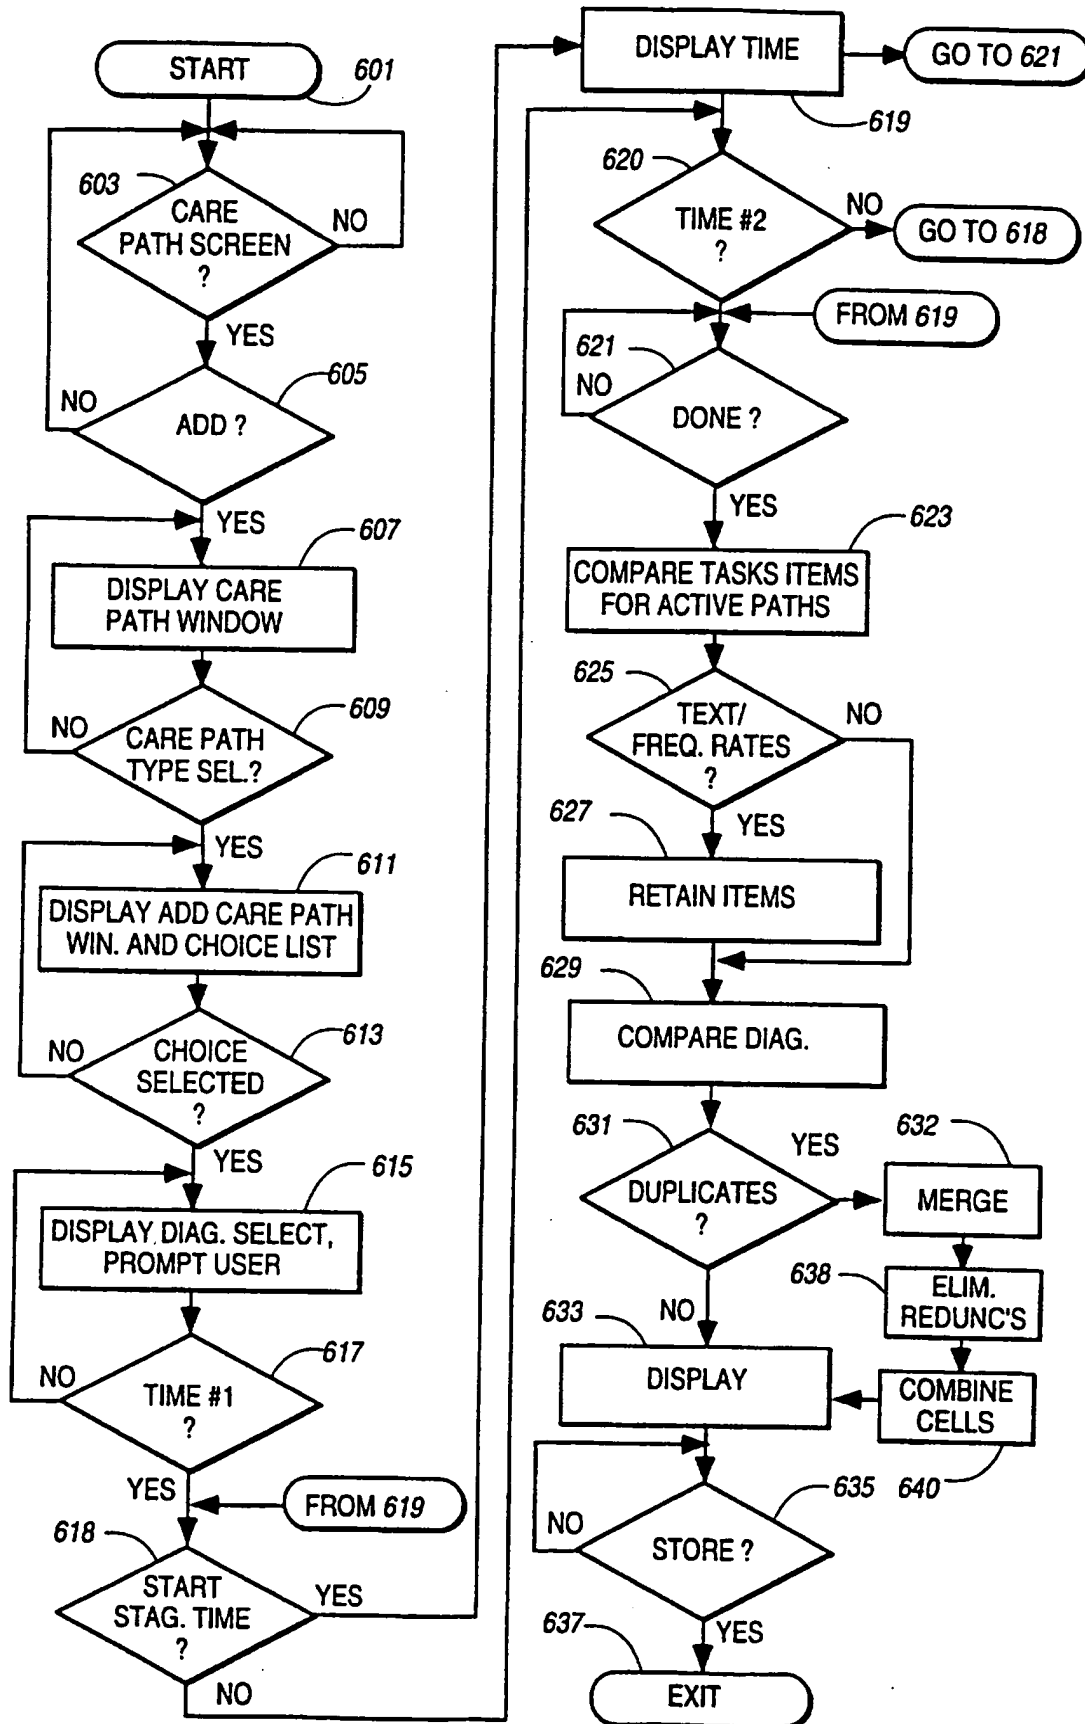 START
601
603
CARE
PATH SCREEN
?
NO
YES
605
NO
ADD ?
YES
607
DISPLAY CARE
PATH WINDOW
609
NO
CARE PATH
TYPE SEL.?
YES
611
DISPLAY ADD CARE PATH
WIN. AND CHOICE LIST
613
NO
CHOICE
SELECTED
?
YES
615
DISPLAY DIAG. SELECT,
PROMPT USER
617
NO
TIME #1
?
YES
FROM 619
618
START
STAG. TIME
?
YES
NO
DISPLAY TIME
GO TO 621
619
620
TIME #2
?
NO
GO TO 618
FROM 619
621
NO
DONE ?
YES
623
COMPARE TASKS ITEMS
FOR ACTIVE PATHS
625
TEXT/
FREQ. RATES
?
NO
YES
627
RETAIN ITEMS
629
COMPARE DIAG.
631
DUPLICATES
?
YES
632
MERGE
638
ELIM.
REDUNC'S
NO
633
DISPLAY
COMBINE
CELLS
640
635
NO
STORE ?
YES
637
EXIT